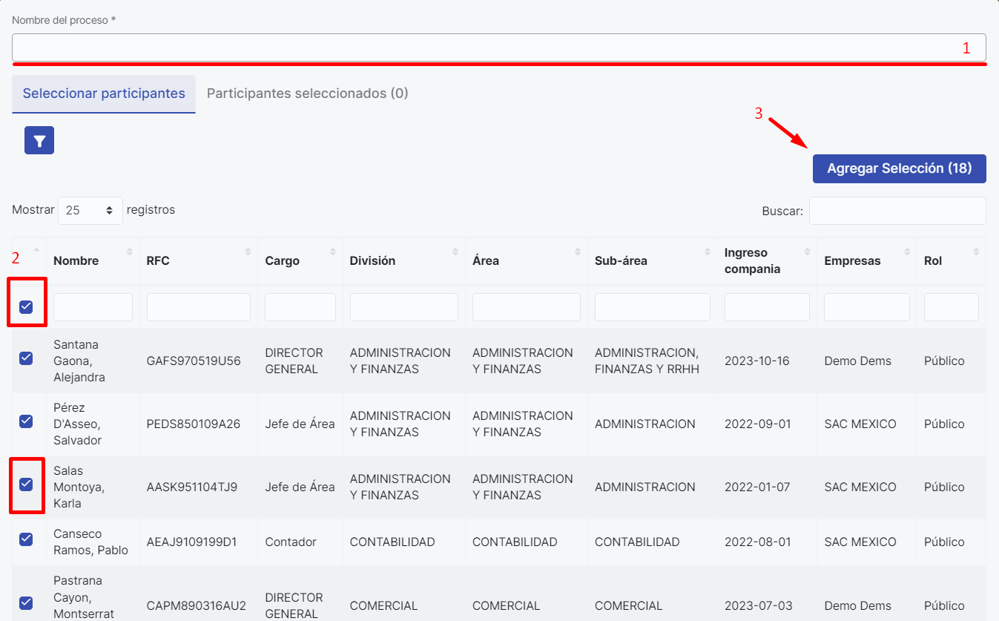 Nombre del proceso *
1
Seleccionar participantes Participantes seleccionados (0)
3
Agregar Selección (18)
Mostrar 25 registros Buscar:
2 Nombre RFC Cargo División Área Sub-área Ingreso compania Empresas Rol
Santana Gaona, Alejandra GAFS970519U56 DIRECTOR GENERAL ADMINISTRACION Y FINANZAS ADMINISTRACION Y FINANZAS ADMINISTRACION, FINANZAS Y RRHH 2023-10-16 Demo Dems Público
Pérez D'Asseo, Salvador PEDS850109A26 Jefe de Área ADMINISTRACION Y FINANZAS ADMINISTRACION Y FINANZAS ADMINISTRACION 2022-09-01 SAC MEXICO Público
Salas Montoya, Karla AASK951104TJ9 Jefe de Área ADMINISTRACION Y FINANZAS ADMINISTRACION Y FINANZAS ADMINISTRACION 2022-01-07 SAC MEXICO Público
Canseco Ramos, Pablo AEAJ9109199D1 Contador CONTABILIDAD CONTABILIDAD CONTABILIDAD 2022-08-01 SAC MEXICO Público
Pastrana Cayon, Montserrat CAPM890316AU2 DIRECTOR GENERAL COMERCIAL COMERCIAL COMERCIAL 2023-07-03 Demo Dems Público